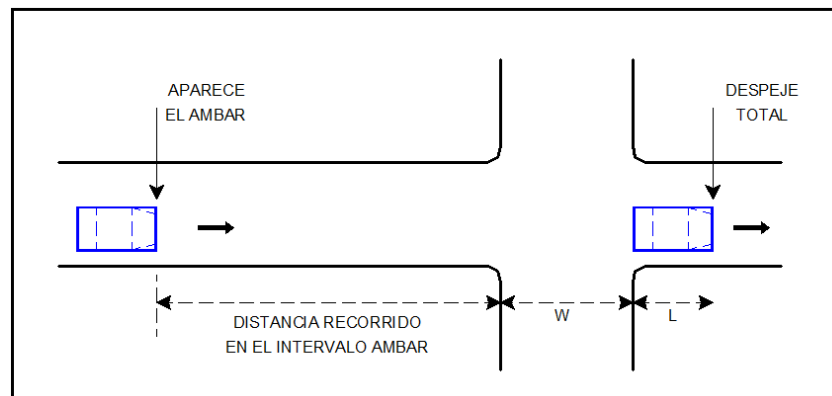 APARECE
EL AMBAR
DESPEJE
TOTAL
DISTANCIA RECORRIDO
EN EL INTERVALO AMBAR
W
L